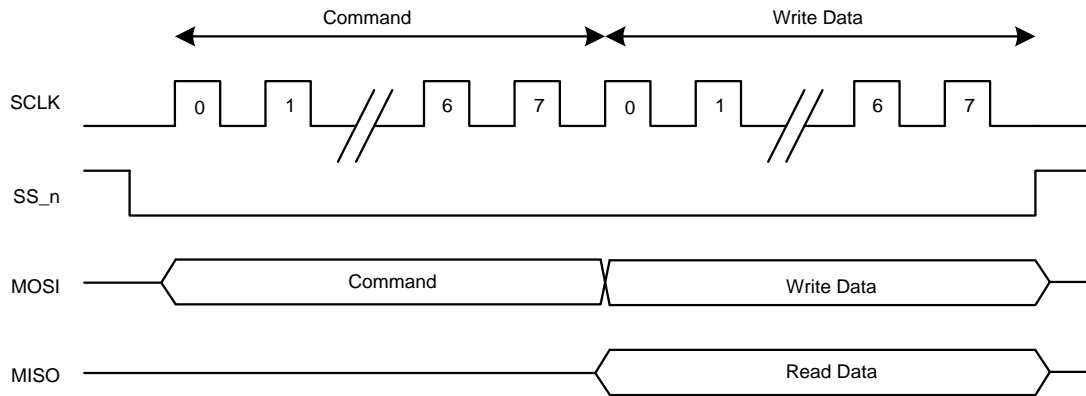 Command Write Data
SCLK 0 1 6 7 0 1 6 7
SS_n
MOSI Command Write Data
MISO Read Data